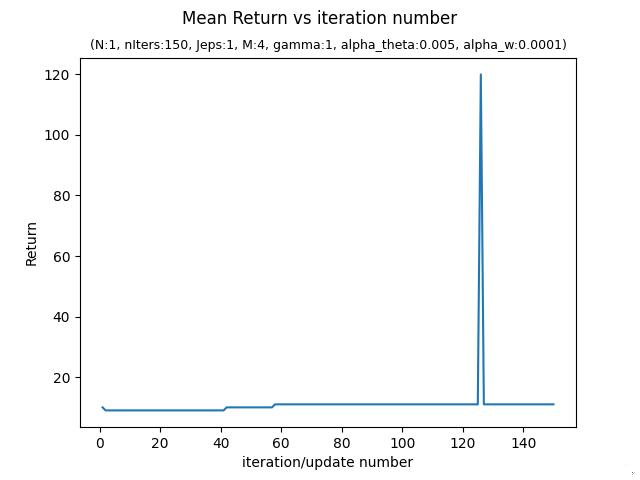 Mean Return vs iteration number
(N:1, nIters:150, Jeps:1, M:4, gamma:1, alpha_theta:0.005, alpha_w:0.0001)
120
100
80
60
40
20
Return
0 20 40 60 80 100 120 140
iteration/update number